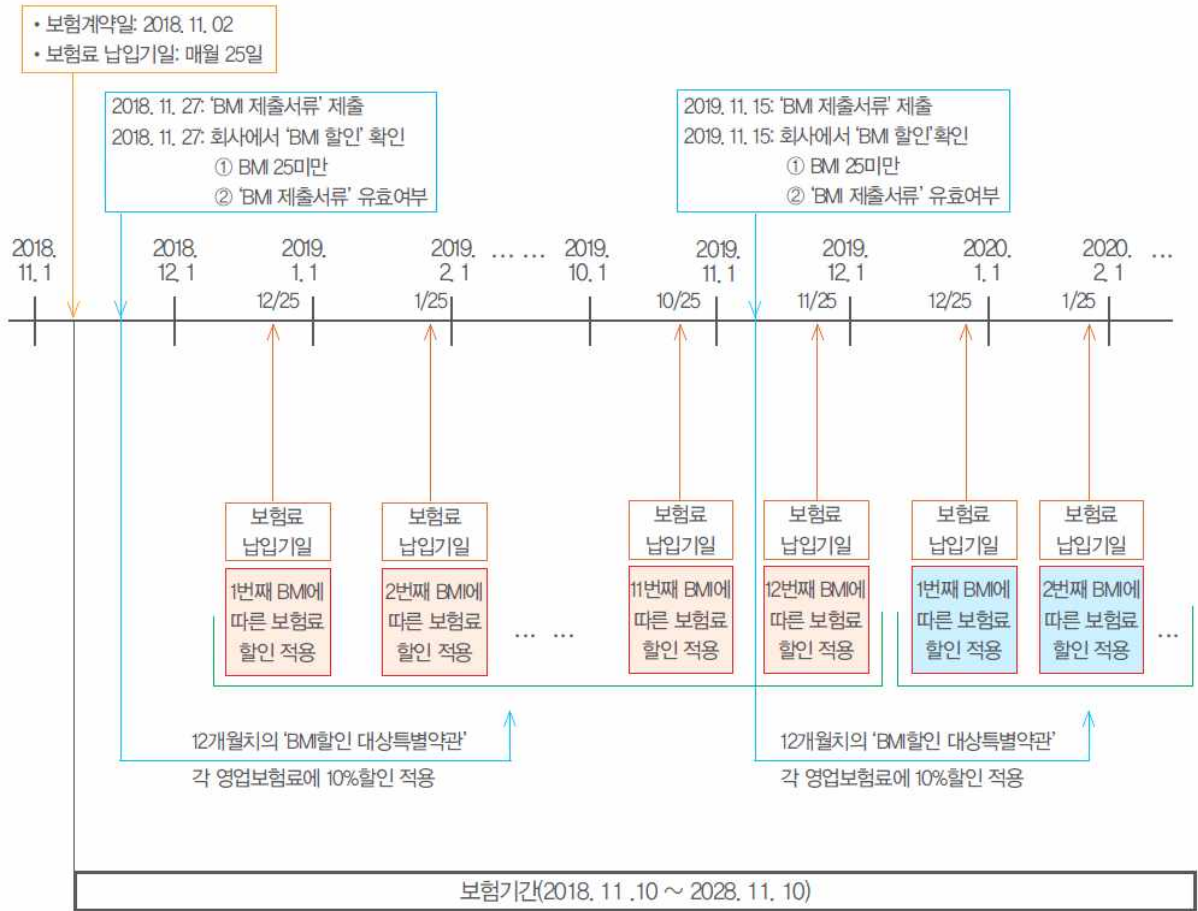 • 보험계약일: 2018. 11. 02
• 보험료 납입기일: 매월 25일
2018. 11. 27: ‘BMI 제출서류’ 제출
2018. 11. 27: 회사에서 ‘BMI 할인’ 확인
① BMI 25미만
② ‘BMI 제출서류’ 유효여부
2019. 11. 15: ‘BMI 제출서류’ 제출
2019. 11. 15: 회사에서 ‘BMI 할인’확인
① BMI 25미만
② ‘BMI 제출서류’ 유효여부
2018.
11. 1
2018.
12. 1
2019.
1. 1
2019.
2. 1
... ...
2019.
10. 1
2019.
11. 1
2019.
12. 1
2020.
1. 1
2020.
2. 1
...
12/25
1/25
10/25
11/25
12/25
1/25
보험료
납입기일
보험료
납입기일
보험료
납입기일
보험료
납입기일
보험료
납입기일
보험료
납입기일
1번째 BMI에
따른 보험료
할인 적용
2번째 BMI에
따른 보험료
할인 적용
... ...
11번째 BMI에
따른 보험료
할인 적용
12번째 BMI에
따른 보험료
할인 적용
1번째 BMI에
따른 보험료
할인 적용
2번째 BMI에
따른 보험료
할인 적용
...
12개월치의 ‘BMI할인 대상특별약관’
각 영업보험료에 10%할인 적용
12개월치의 ‘BMI할인 대상특별약관’
각 영업보험료에 10%할인 적용
보험기간(2018. 11 .10 ~ 2028. 11. 10)